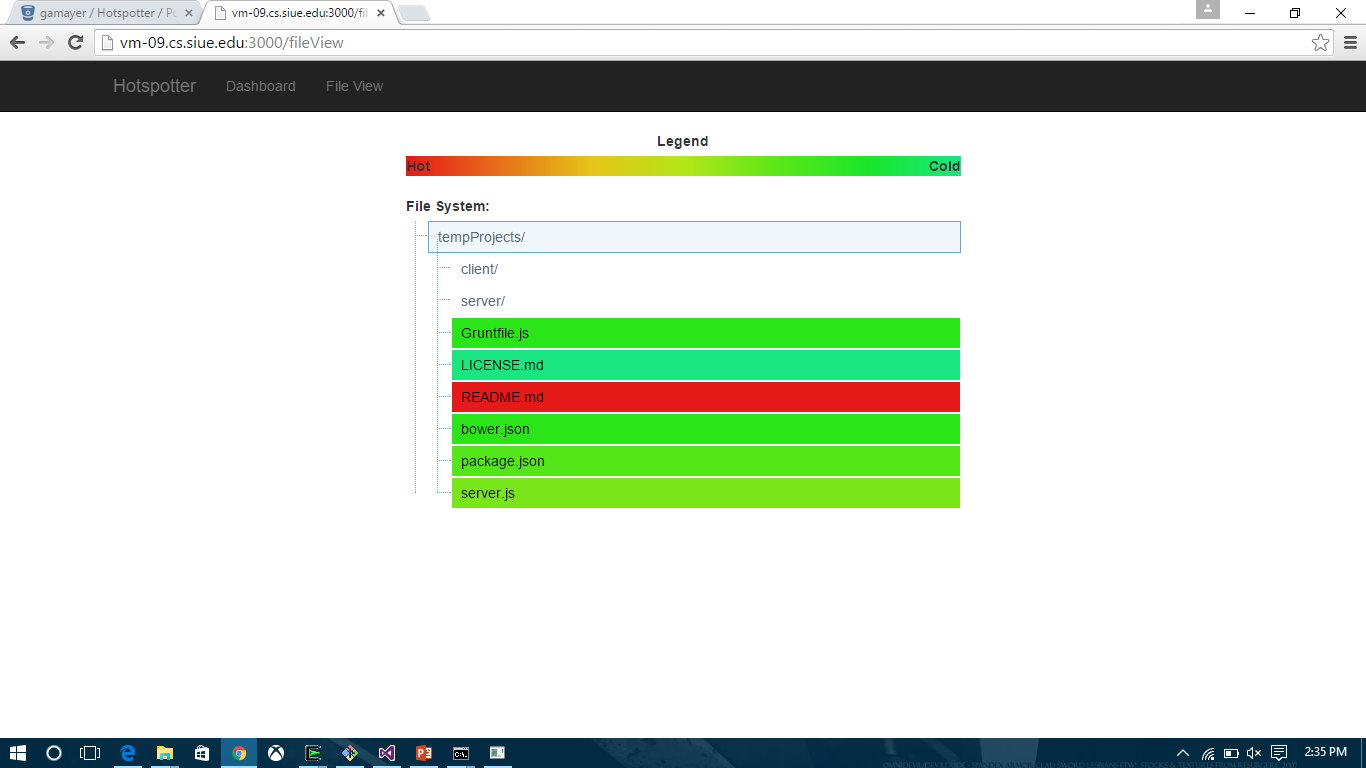 gamayer / Hotspotter / Pu
vm-09.cs.siue.edu:3000/fil
vm-09.cs.siue.edu:3000/fileView
Hotspotter Dashboard File View
Legend
Hot Cold
File System:
tempProjects/
client/
server/
Gruntfile.js
LICENSE.md
README.md
bower.json
package.json
server.js
2:35 PM